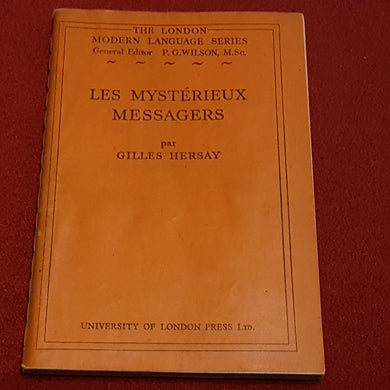 THE LONDON
MODERN LANGUAGE SERIES
General Editor P. G. WILSON, M.Sc.
~ ~ ~ ~ ~
LES MYSTÉRIEUX
MESSAGERS
par
GILLES HERSAY
UNIVERSITY OF LONDON PRESS LTD.